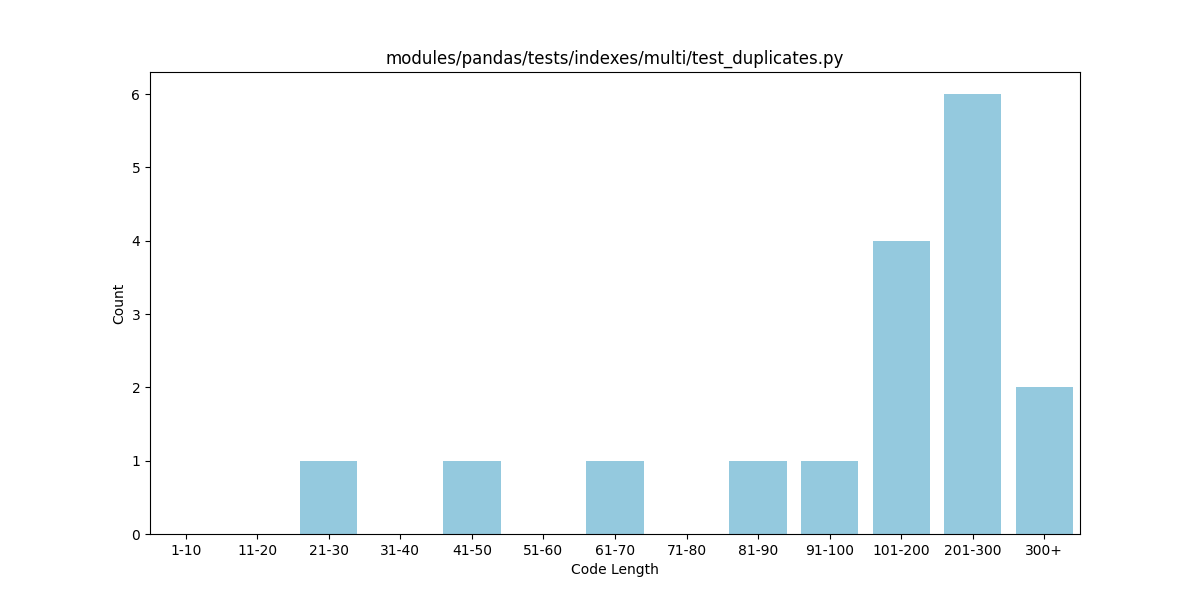 modules/pandas/tests/indexes/multi/test_duplicates.py
6
5
4
3
2
1
0
Count
1-10 11-20 21-30 31-40 41-50 51-60 61-70 71-80 81-90 91-100 101-200 201-300 300+
Code Length